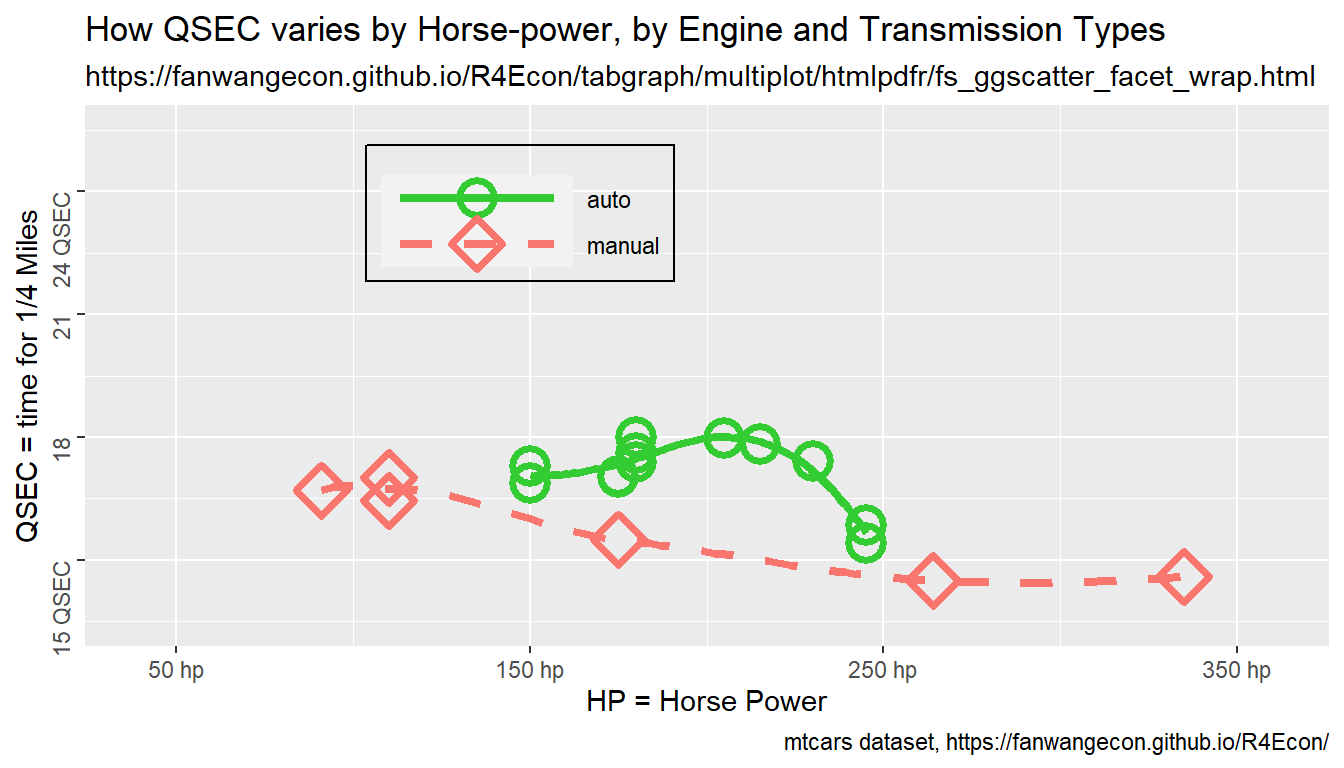 How QSEC varies by Horse-power, by Engine and Transmission Types
https://fanwangecon.github.io/R4Econ/tabgraph/multiplot/htmlpdfr/fs_ggscatter_facet_wrap.html
auto
manual
QSEC = time for 1/4 Miles
24 QSEC
21
18
15 QSEC
50 hp
150 hp
250 hp
350 hp
HP = Horse Power
mtcars dataset, https://fanwangecon.github.io/R4Econ/